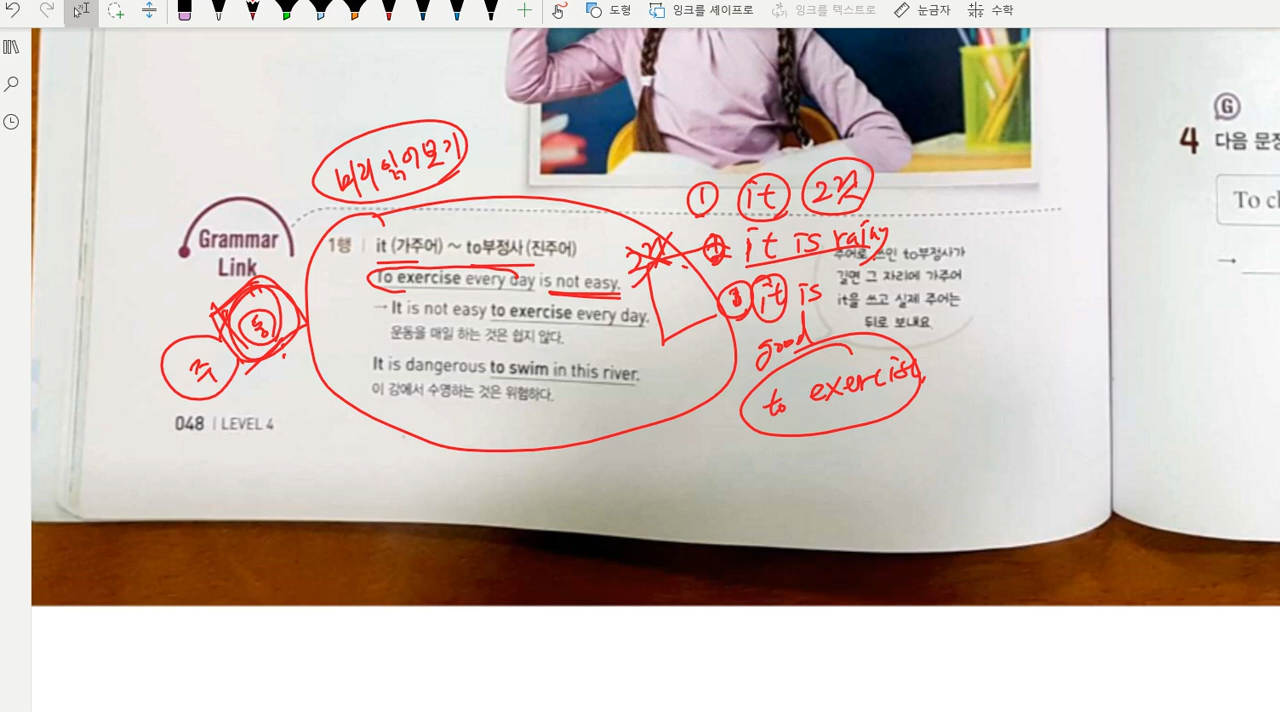 도형
잉크를 셰이프로
잉크를 텍스트로
눈금자
수학
미리 읽어보기
① it 2것
it is rainy
③ it is
good
to exercise
주
동
Grammar
Link
1행 | it (가주어) ~ to부정사 (진주어)
To exercise every day is not easy.
→ It is not easy to exercise every day.
운동을 매일 하는 것은 쉽지 않다.
It is dangerous to swim in this river.
이 강에서 수영하는 것은 위험하다.
주어로 쓰인 to부정사가
길면 그 자리에 가주어
it을 쓰고 실제 주어는
뒤로 보내요.
048 | LEVEL 4
G
4 다음 문장
To cl
→